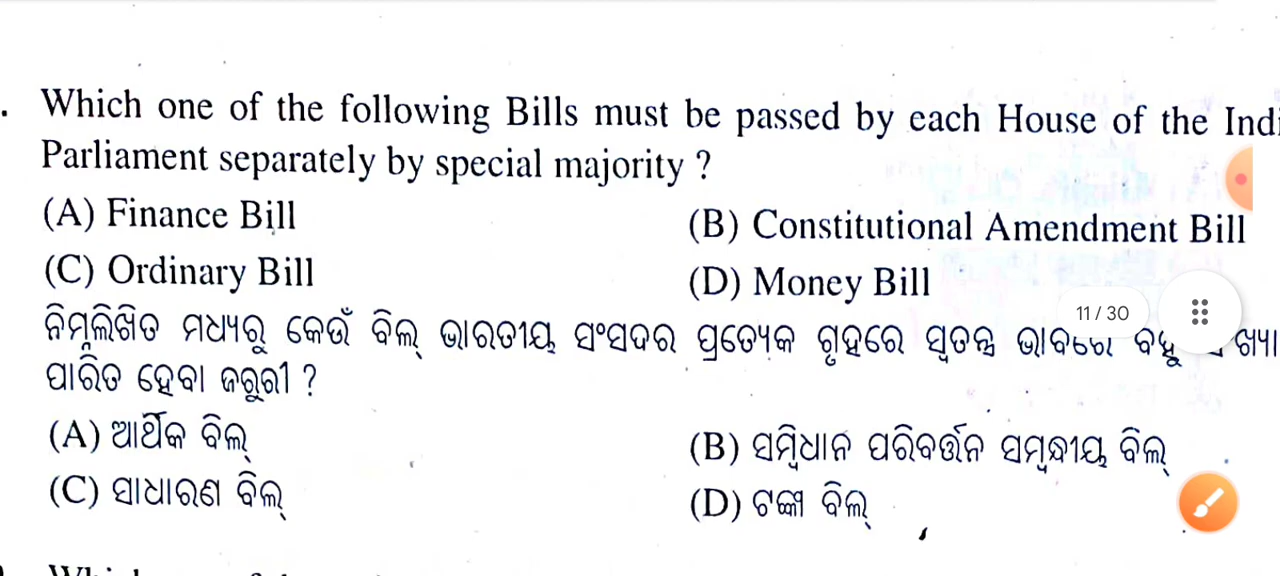 . Which one of the following Bills must be passed by each House of the Indi
Parliament separately by special majority ?
(A) Finance Bill (B) Constitutional Amendment Bill
(C) Ordinary Bill (D) Money Bill
11 / 30
ନିମ୍ନଲିଖିତ ମଧ୍ୟରୁ କେଉଁ ବିଲ୍ ଭାରତୀୟ ସଂସଦର ପ୍ରତ୍ୟେକ ଗୃହରେ ସ୍ୱତନ୍ତ୍ର ଭାବରେ ବହୁ
ପାରିତ ହେବା ଜରୁରୀ ?
(A) ଆର୍ଥିକ ବିଲ୍ (B) ସମ୍ବିଧାନ ପରିବର୍ତ୍ତନ ସମ୍ବନ୍ଧୀୟ ବିଲ୍
(C) ସାଧାରଣ ବିଲ୍ (D) ଟଙ୍କା ବିଲ୍